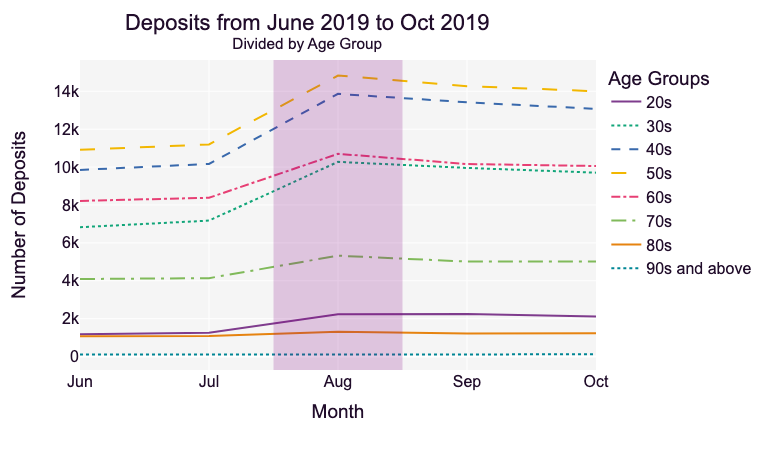 Deposits from June 2019 to Oct 2019
Divided by Age Group
Number of Deposits
14k
12k
10k
8k
6k
4k
2k
0
Jun
Jul
Aug
Sep
Oct
Month
Age Groups
20s
30s
40s
50s
60s
70s
80s
90s and above